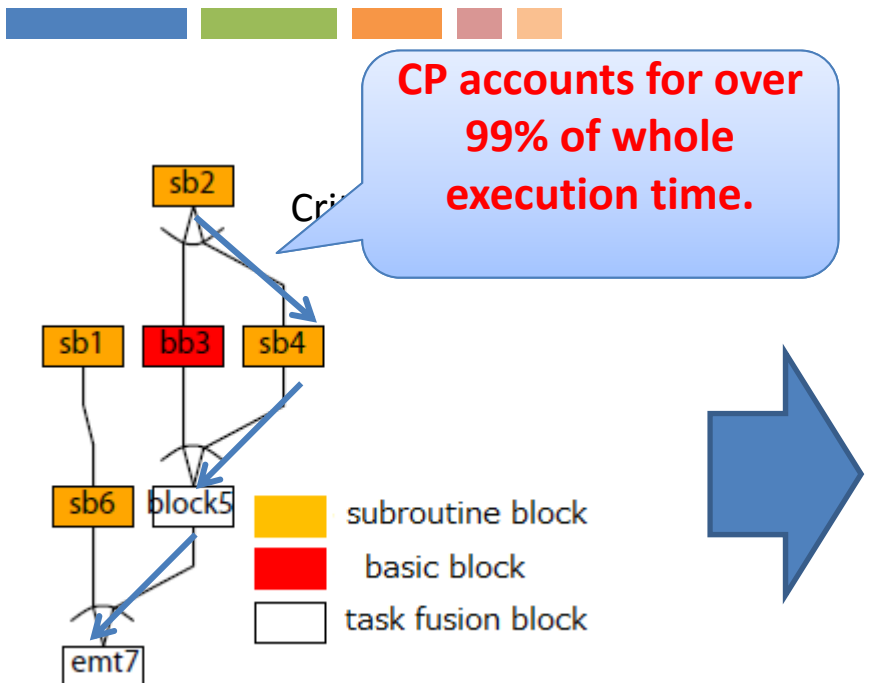 CP accounts for over
99% of whole
execution time.
sb2
sb1
bb3
sb4
sb6
block5
subroutine block
basic block
task fusion block
emt7